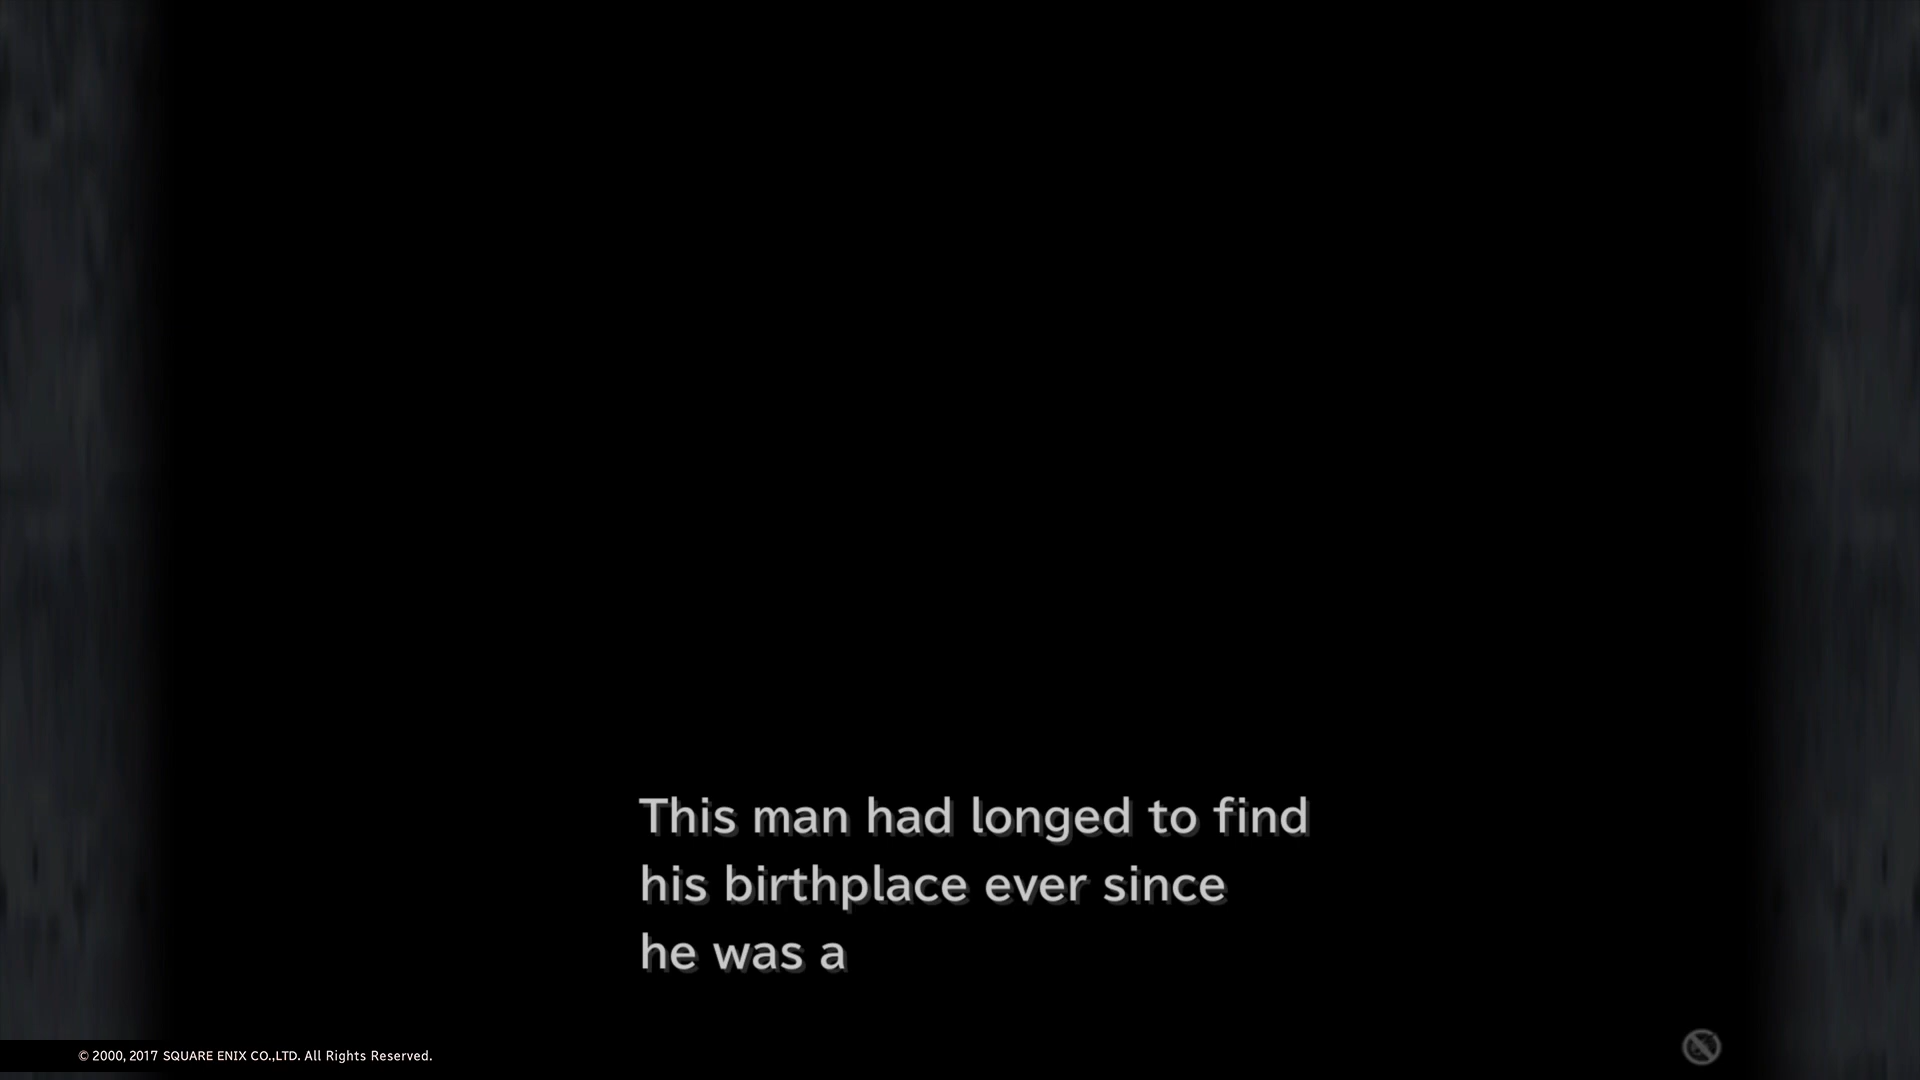 This man had longed to find
his birthplace ever since
he was a
© 2000, 2017 SQUARE ENIX CO.,LTD. All Rights Reserved.